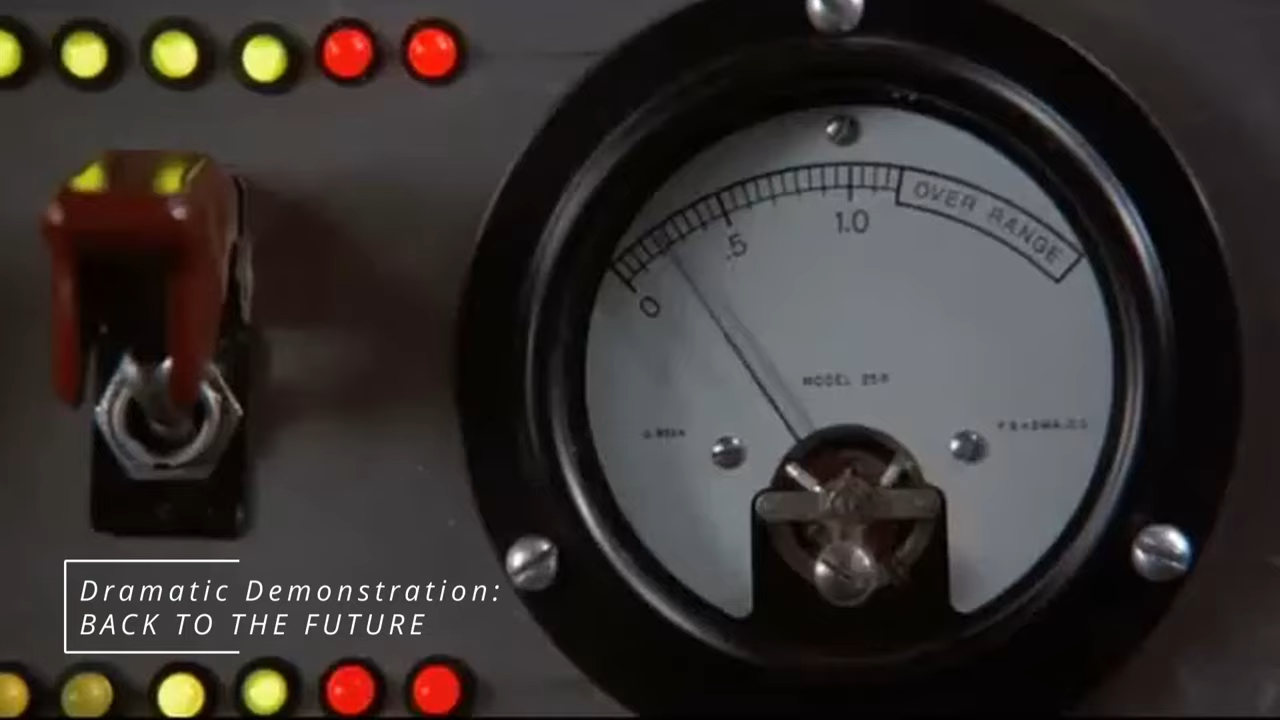 OVER RANGE
1.0
.5
0
MODEL
Dramatic Demonstration:
BACK TO THE FUTURE